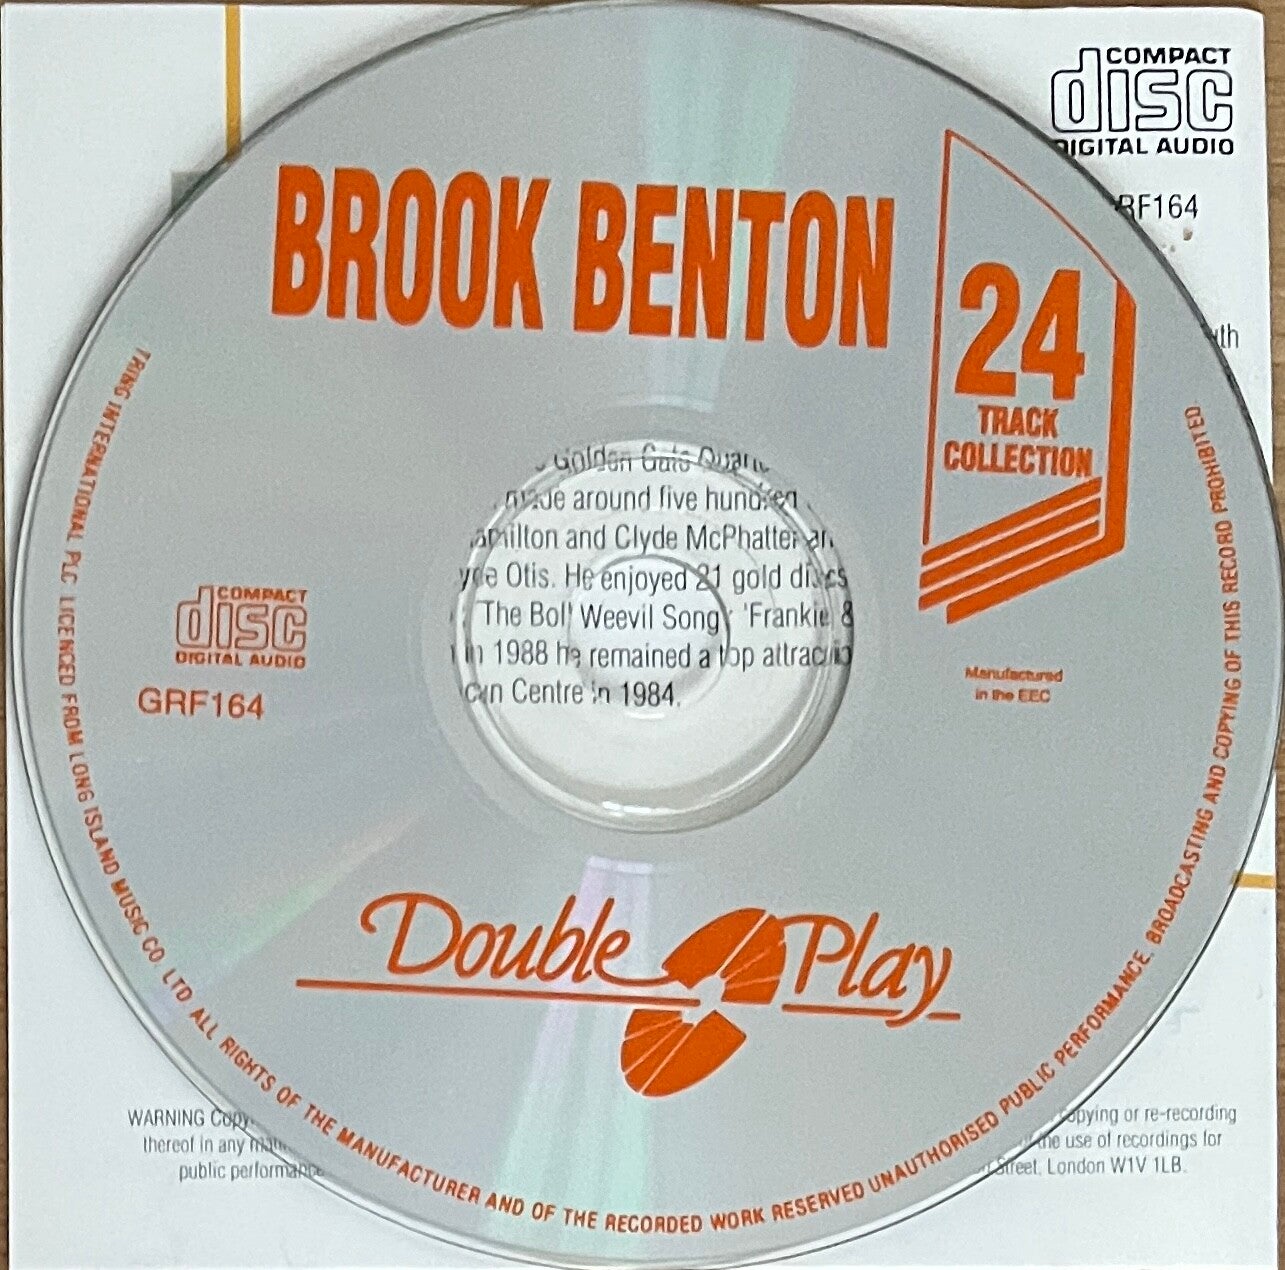 COMPACT
disc
DIGITAL AUDIO
RF164
BROOK BENTON
24
TRACK
COLLECTION
Golden Gate
made around five hundred
and Clyde McPhatter
Otis. He enjoyed 21 gold discs
'The Boll Weevil Song' 'Frankie &
in 1988 he remained a top
Centre in 1984.
COMPACT
disc
DIGITAL AUDIO
GRF164
Manufactured
in the EEC
Double Play
TRING INTERNATIONAL PLC LICENCED FROM LONG ISLAND MUSIC CO. LTD ALL RIGHTS OF THE MANUFACTURER AND OF THE RECORDED WORK RESERVED UNAUTHORISED PUBLIC PERFORMANCE. BROADCASTING AND COPYING OF THIS RECORD PROHIBITED
WARNING copying or re-recording
thereof in any the use of recordings for
public Street, London W1V 1LB.